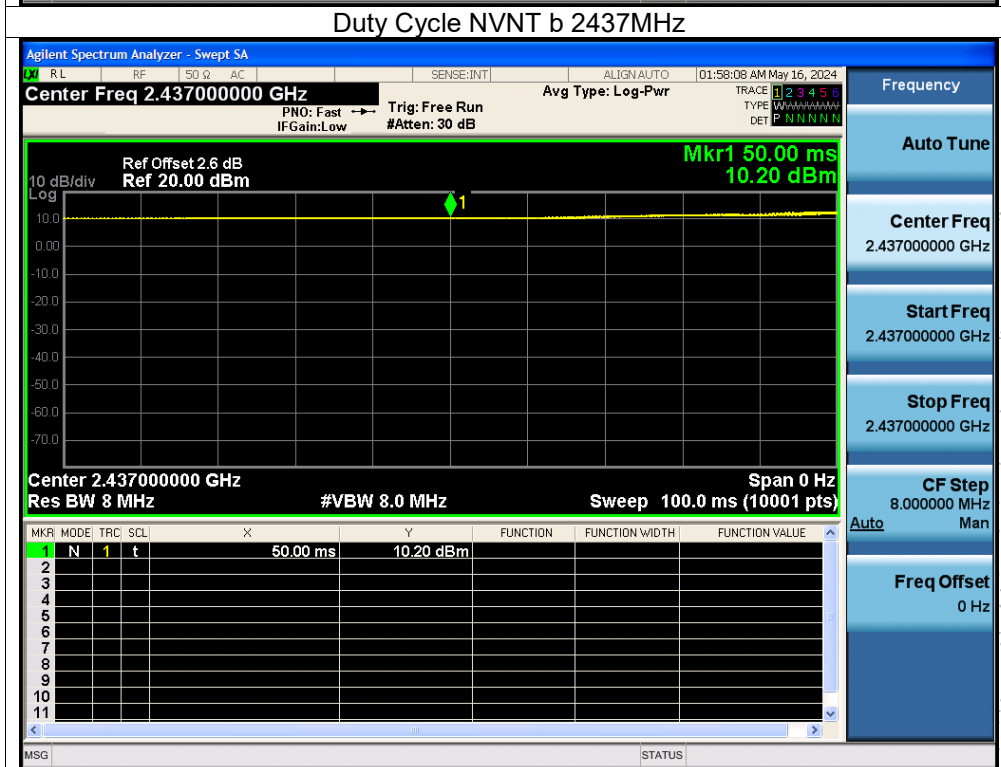 Duty Cycle NVNT b 2437MHz
Agilent Spectrum Analyzer - Swept SA
LXI RL RF 50 Ω AC SENSE:INT ALIGN AUTO 01:58:08 AM May 16, 2024
Center Freq 2.437000000 GHz Avg Type: Log-Pwr TRACE 1 2 3 4 5 6
PNO: Fast Trig: Free Run TYPE WWWWWW
IFGain:Low #Atten: 30 dB DET P N N N N N
Frequency
Mkr1 50.00 ms
10.20 dBm
Ref Offset 2.6 dB
10 dB/div Ref 20.00 dBm
Log
1
10.0
0.00
-10.0
-20.0
-30.0
-40.0
-50.0
-60.0
-70.0
Center 2.437000000 GHz Span 0 Hz
Res BW 8 MHz #VBW 8.0 MHz Sweep 100.0 ms (10001 pts)
MKR MODE TRC SCL X Y FUNCTION FUNCTION WIDTH FUNCTION VALUE
1 N 1 t 50.00 ms 10.20 dBm
2
3
4
5
6
7
8
9
10
11
Auto Tune
Center Freq
2.437000000 GHz
Start Freq
2.437000000 GHz
Stop Freq
2.437000000 GHz
CF Step
8.000000 MHz
Auto Man
Freq Offset
0 Hz
MSG STATUS